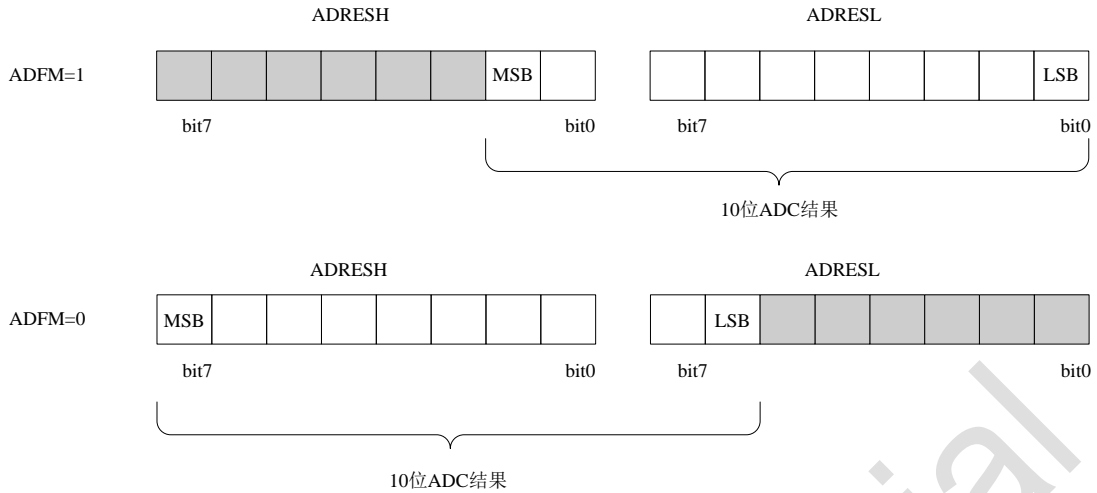 ADRESH ADRESL
ADFM=1 MSB LSB
bit7 bit0 bit7 bit0
10位ADC结果
ADRESH ADRESL
ADFM=0 MSB LSB
bit7 bit0 bit7 bit0
10位ADC结果